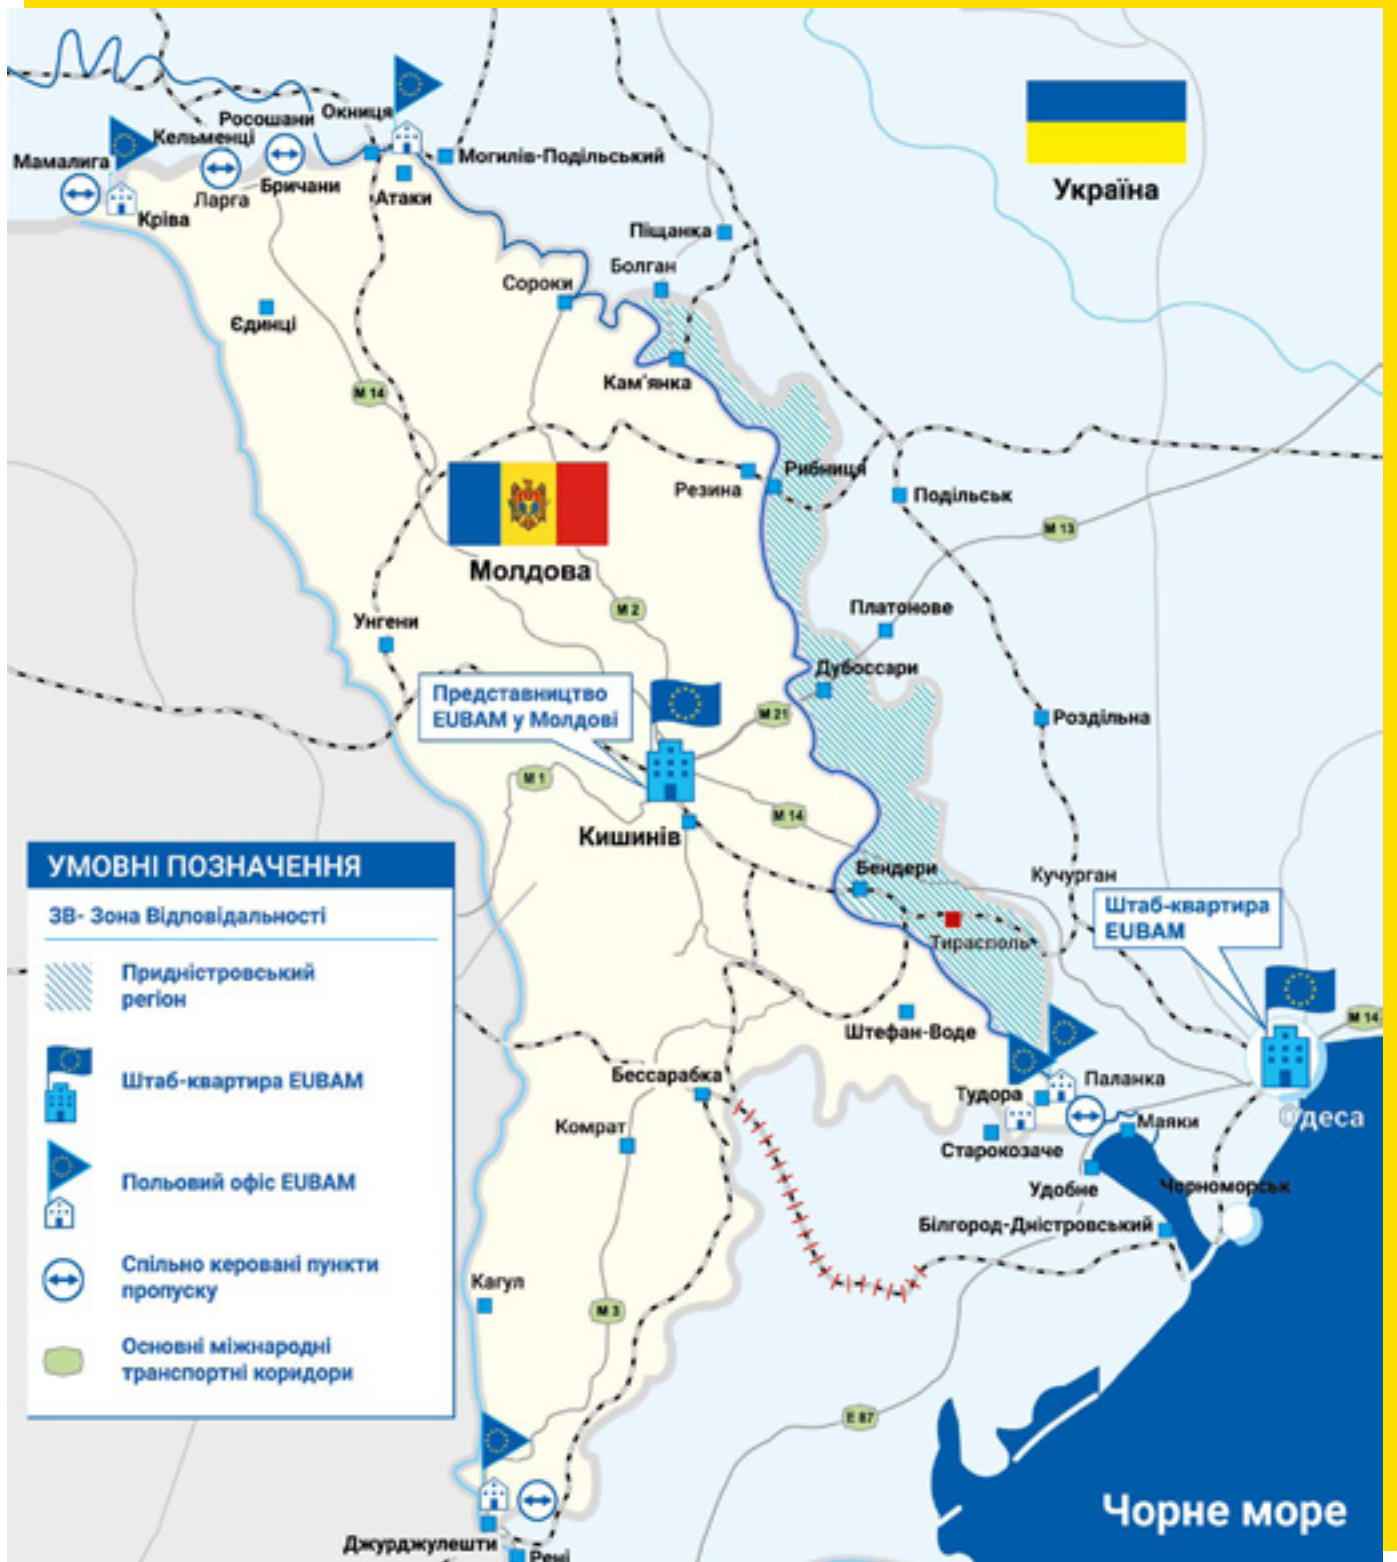 Україна
Росошани
Окниця
Кельменці
Мамалига
Могилів-Подільський
Бричани
Ларга
Атаки
Кріва
Піщанка
Болган
Сороки
Єдинці
Кам'янка
M 14
Рибниця
Резина
Подільськ
M 13
Молдова
M 2
Платонове
Унгени
Дубоссари
Представництво
EUBAM у Молдові
M 21
Роздільна
M 1
M 14
Кишинів
УМОВНІ ПОЗНАЧЕННЯ
ЗВ- Зона Відповідальності
Придністровський
регіон
Штаб-квартира EUBAM
Польовий офіс EUBAM
Спільно керовані пункти
пропуску
Основні міжнародні
транспортні коридори
Бендери
Кучурган
Штаб-квартира
EUBAM
Тирасполь
Штефан-Воде
M 14
Бессарабка
Паланка
Тудора
Одеса
Комрат
Маяки
Старокозаче
Удобне
Чорноморськ
Білгород-Дністровський
Кагул
M 3
E 87
Чорне море
Джурджулешти
Рені